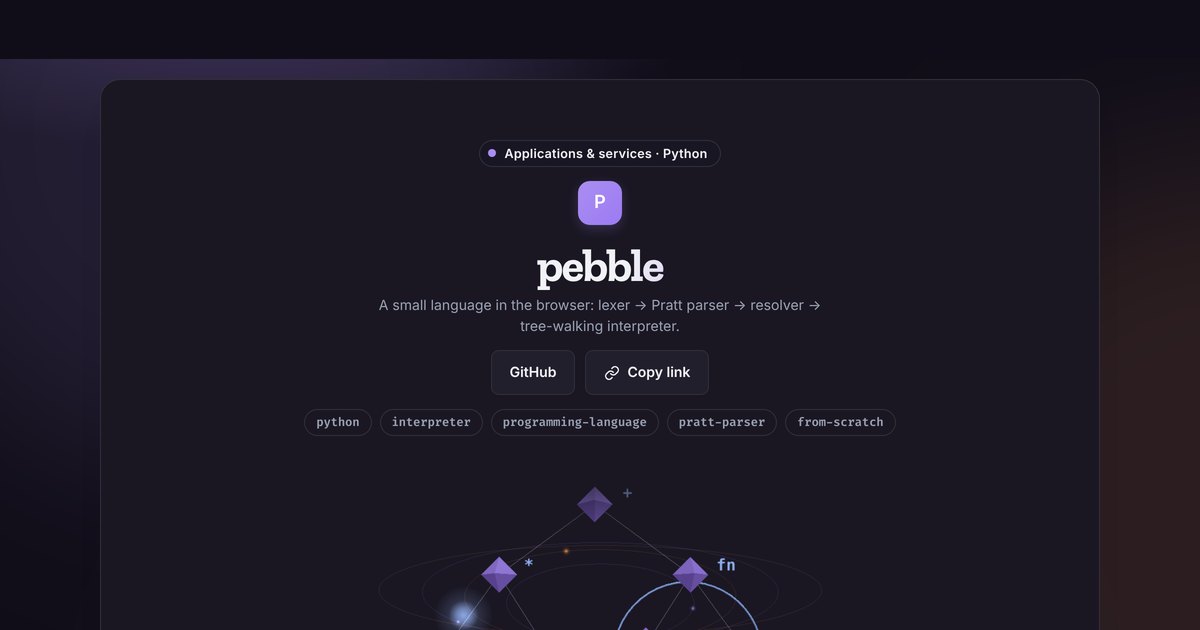 Applications & services · Python
P
pebble
A small language in the browser: lexer → Pratt parser → resolver →
tree-walking interpreter.
GitHub
Copy link
python
interpreter
programming-language
pratt-parser
from-scratch
+
*
fn